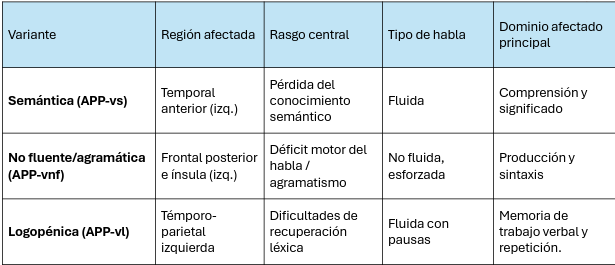 Variante
Región afectada
Rasgo central
Tipo de habla
Dominio afectado
principal
Semántica (APP-vs)
Temporal
anterior (izq.)
Pérdida del
conocimiento
semántico
Fluida
Comprensión y
significado
No fluente/agramática
(APP-vnf)
Frontal posterior
e ínsula (izq.)
Déficit motor del
habla /
agramatismo
No fluida,
esforzada
Producción y
sintaxis
Logopénica (APP-vl)
Témporo-
parietal
izquierda
Dificultades de
recuperación
léxica
Fluida con
pausas
Memoria de
trabajo verbal y
repetición.